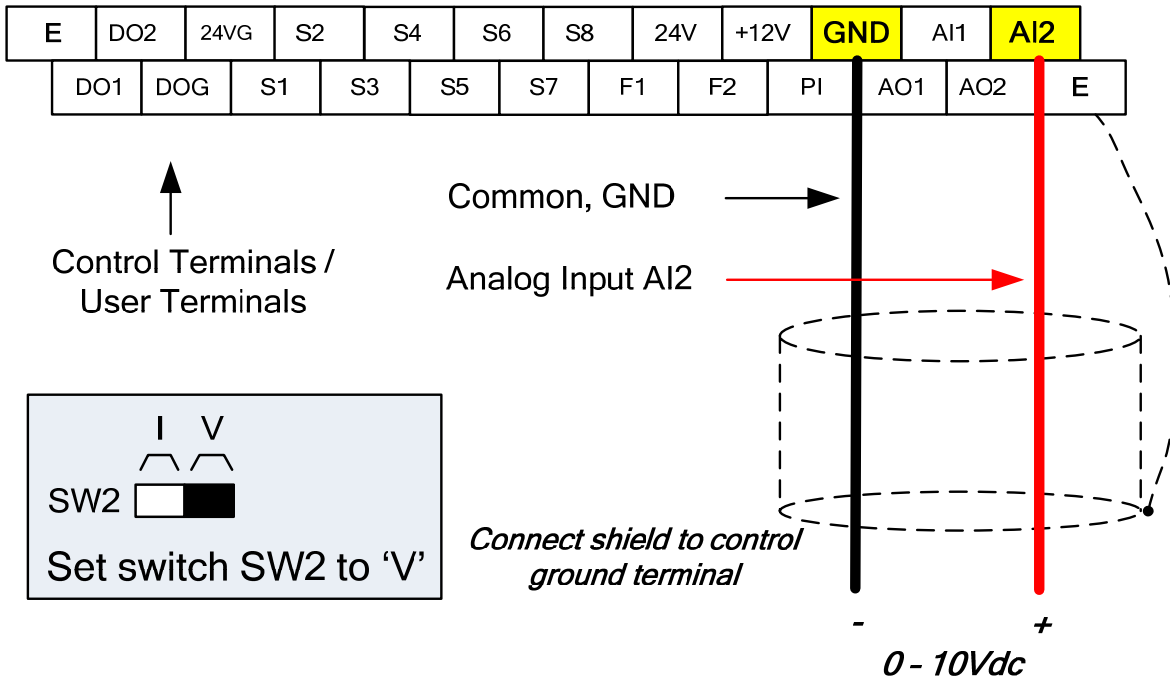 E DO2 24VG S2 S4 S6 S8 24V +12V GND AI1 AI2
DO1 DOG S1 S3 S5 S7 F1 F2 PI AO1 AO2 E
Common, GND
Control Terminals /
User Terminals
Analog Input AI2
I V
SW2
Set switch SW2 to ‘V’
Connect shield to control
ground terminal
- +
0 - 10Vdc